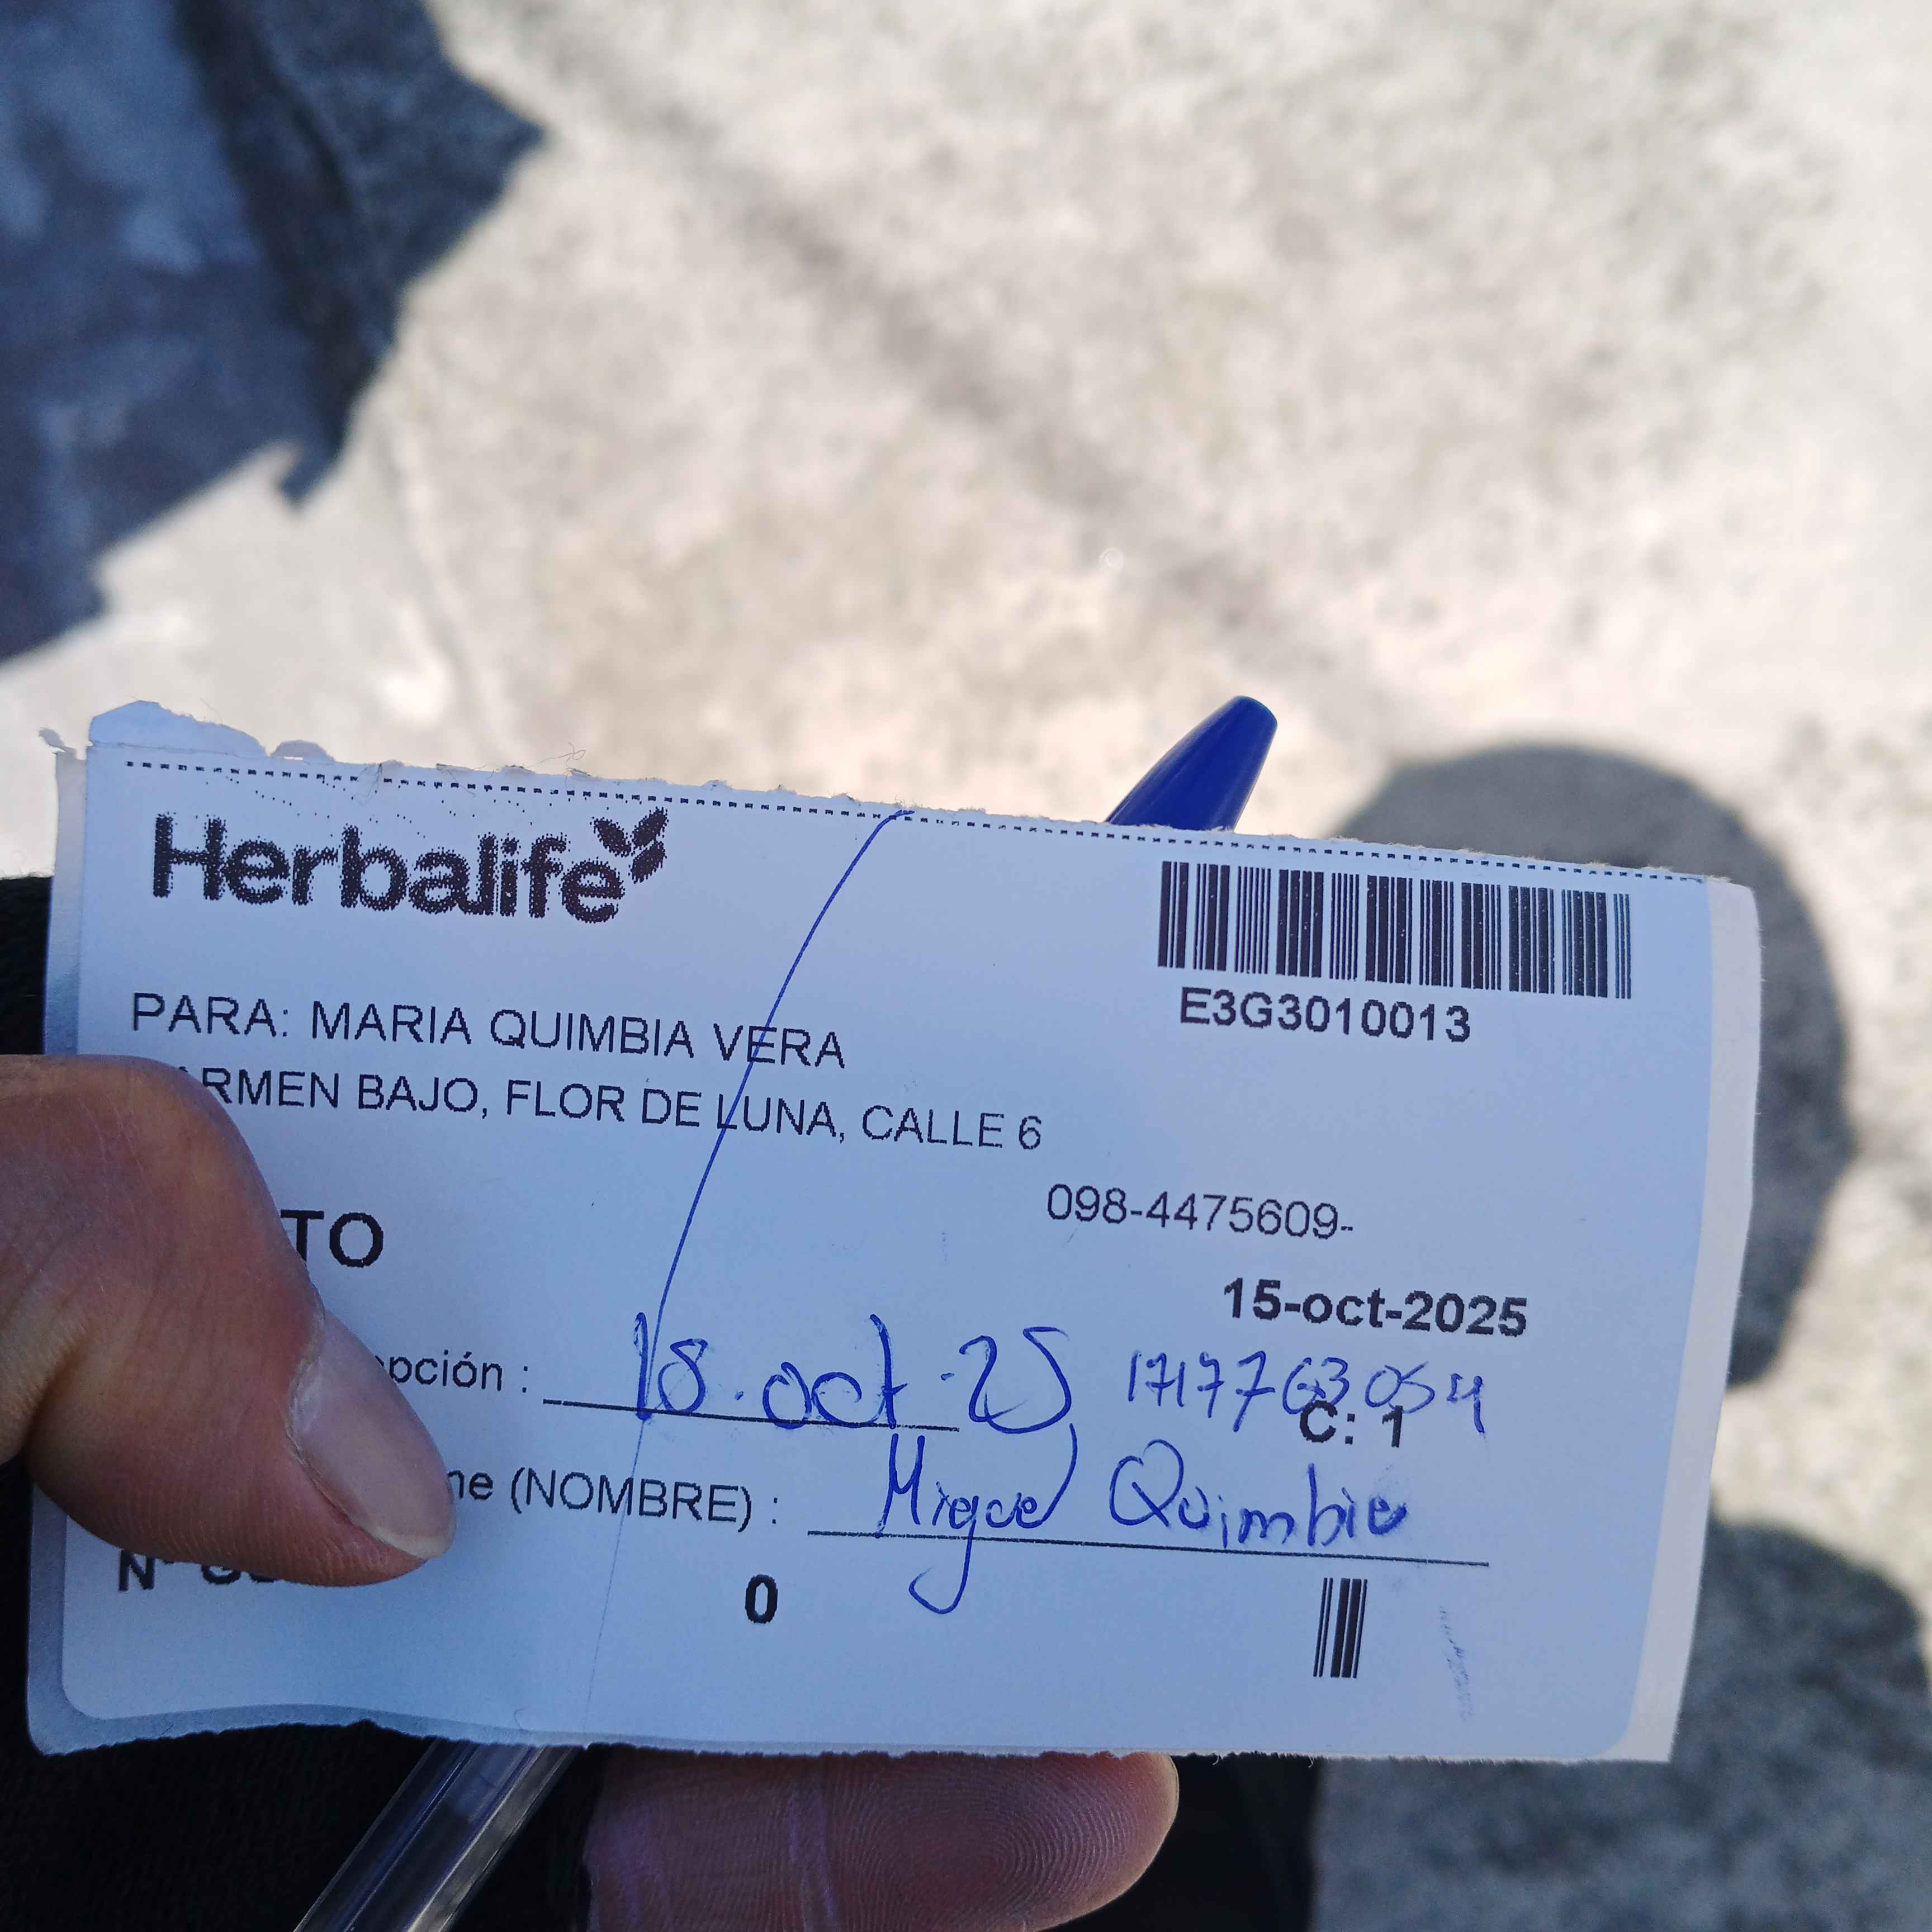 Herbalife
E3G3010013
PARA: MARIA QUIMBIA VERA
ARMEN BAJO, FLOR DE LUNA, CALLE 6
098-4475609-
TO
15-oct-2025
pción : 18.oct.25 1717763054
C: 1
ne (NOMBRE) : Miguel Quimbia
N°
0